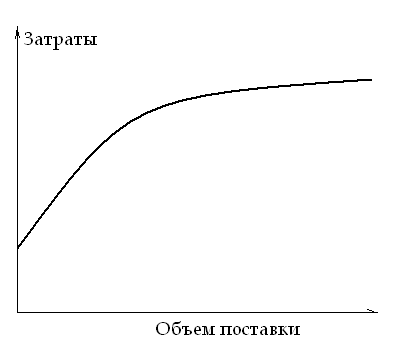 Затраты
Объем поставки